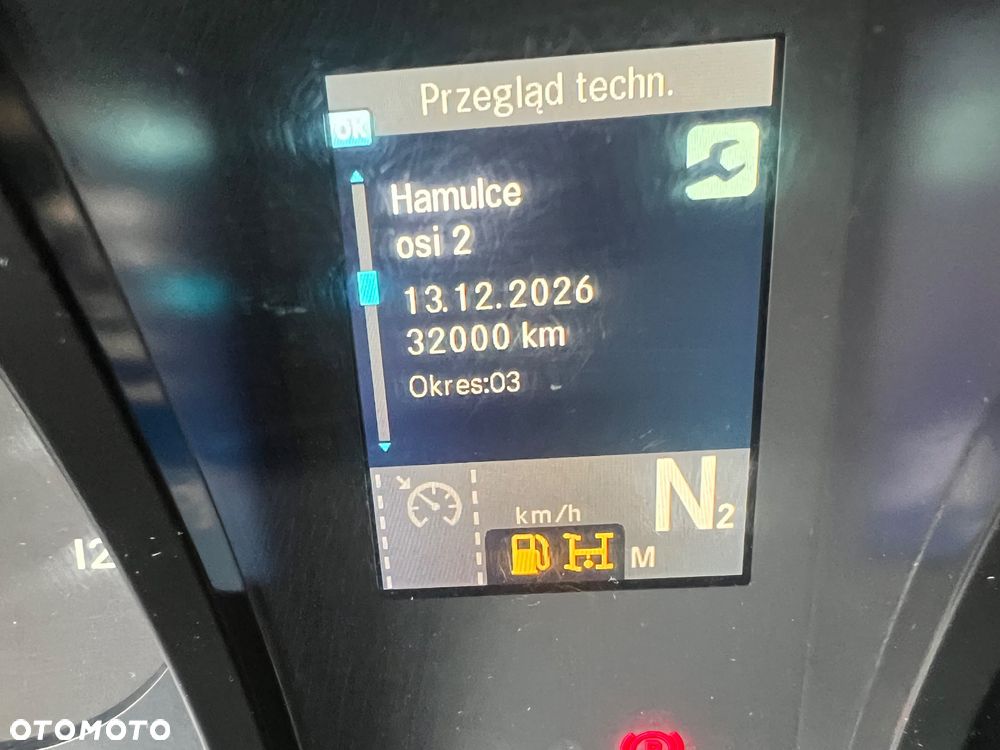 Przegląd techn.
OK
Hamulce
osi 2
13.12.2026
32000 km
Okres:03
km/h
N2
M
12
P
OTOMOTO